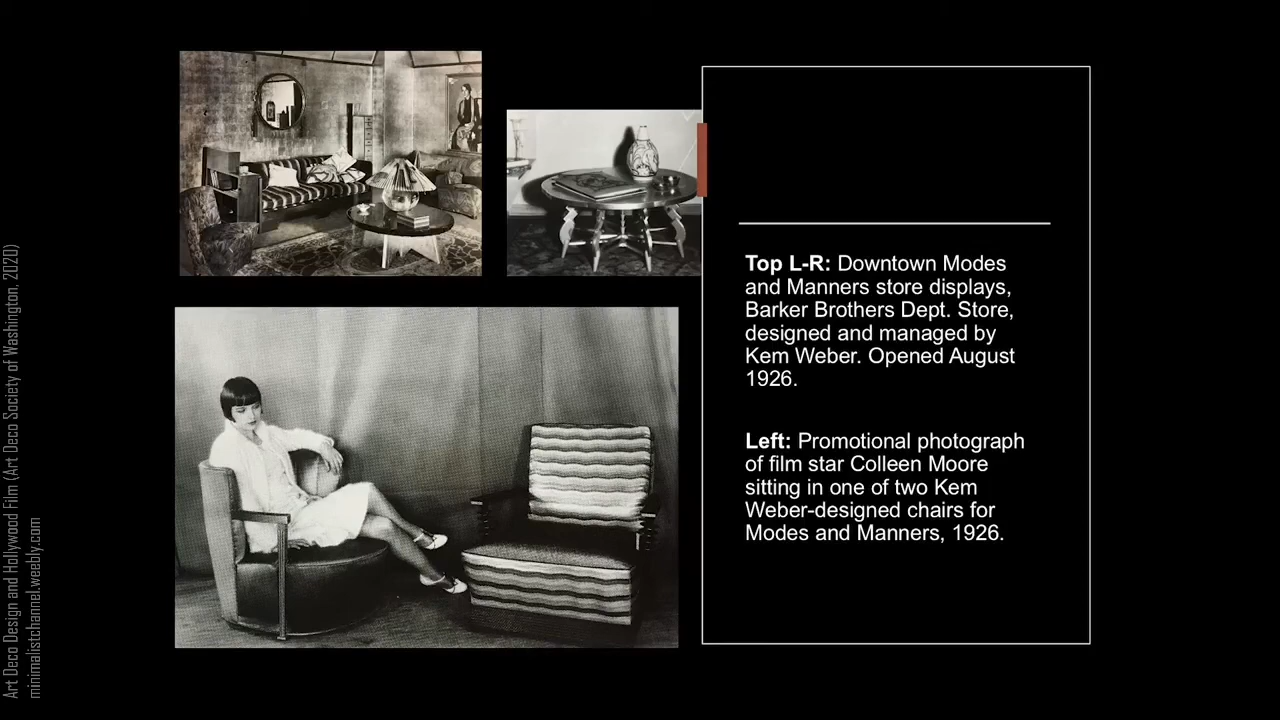 Top L-R: Downtown Modes
and Manners store displays,
Barker Brothers Dept. Store,
designed and managed by
Kem Weber. Opened August
1926.
Left: Promotional photograph
of film star Colleen Moore
sitting in one of two Kem
Weber-designed chairs for
Modes and Manners, 1926.
Art Deco Design and Hollywood Film (Art Deco Society of Washington, 2020)
minimalistchannel.weebly.com